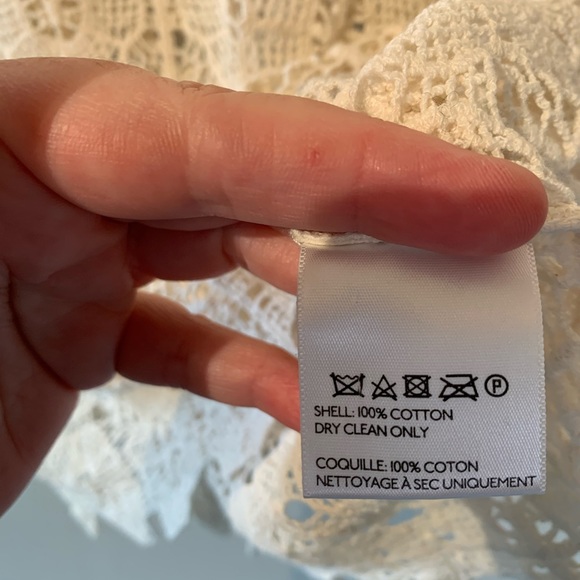 P
SHELL: 100% COTTON
DRY CLEAN ONLY
COQUILLE: 100% COTON
NETTOYAGE À SEC UNIQUEMENT